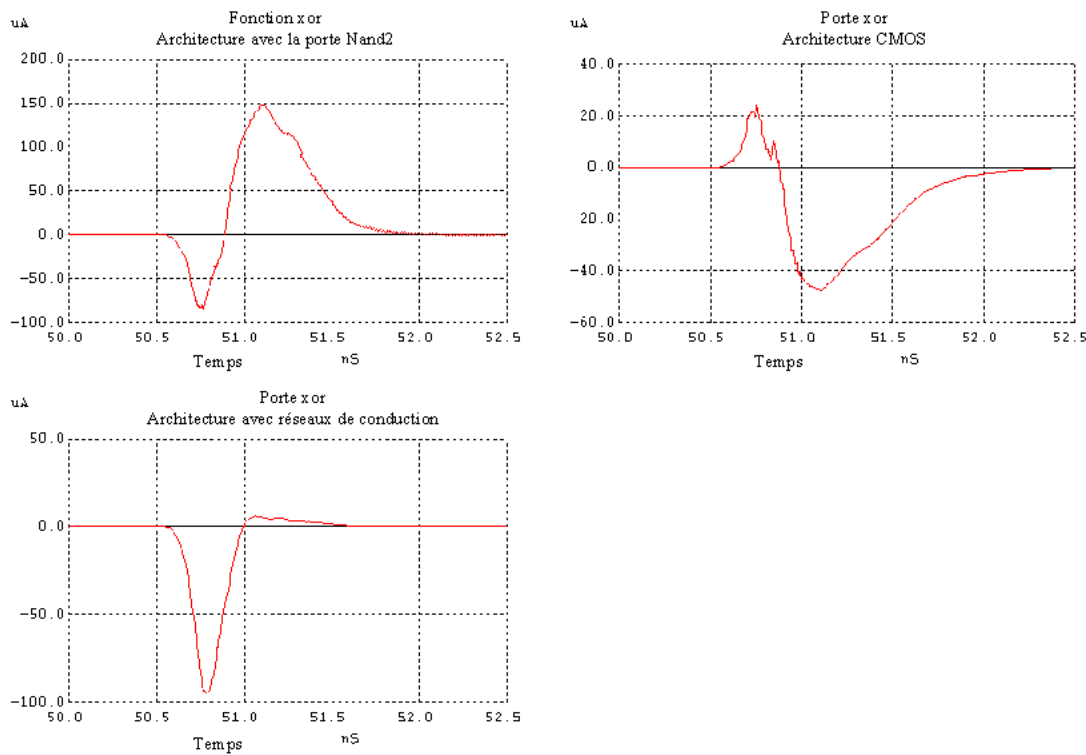 uA
Fonction xor
Architecture avec la porte Nand2
200.0
150.0
100.0
50.0
0.0
-50.0
-100.0
50.0 50.5 51.0 51.5 52.0 52.5
Temps nS
uA
Porte xor
Architecture CMOS
40.0
20.0
0.0
20.0
-40.0
-60.0
50.0 50.5 51.0 51.5 52.0 52.5
Temps nS
uA
Porte xor
Architecture avec réseaux de conduction
50.0
0.0
-50.0
-100.0
50.0 50.5 51.0 51.5 52.0 52.5
Temps nS